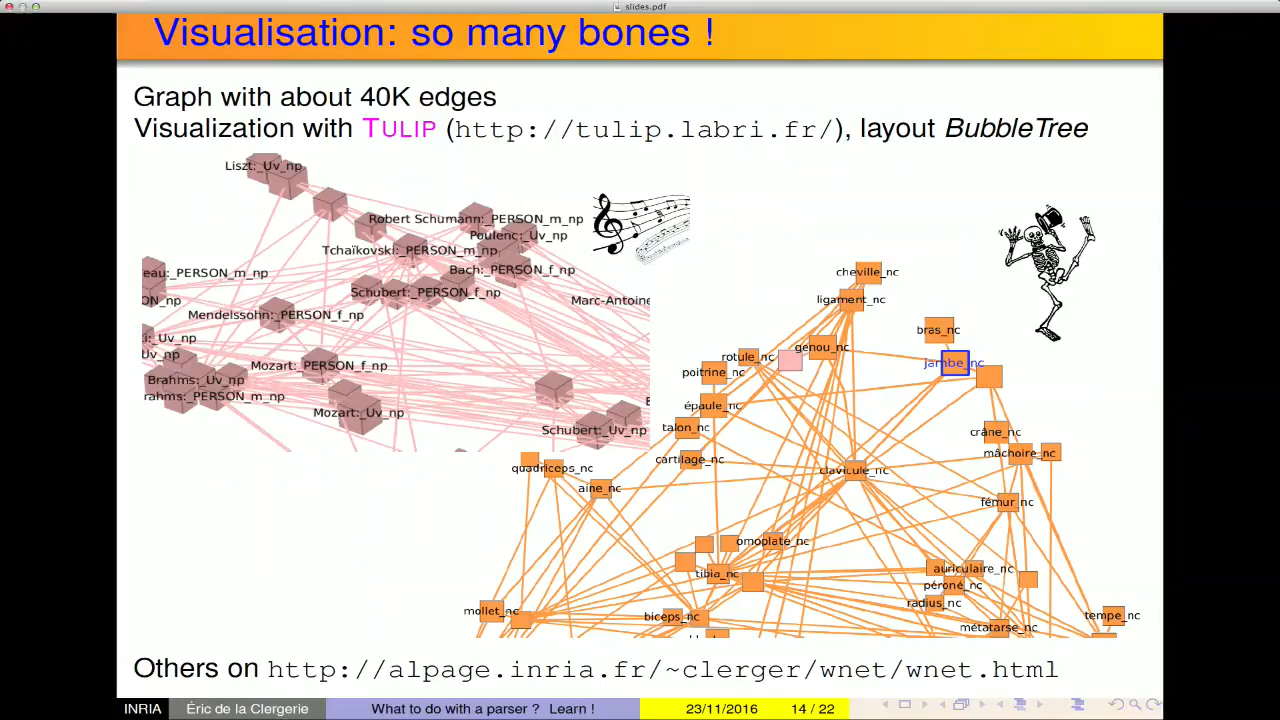 slides.pdf
Visualisation: so many bones !
Graph with about 40K edges
Visualization with TULIP (http://tulip.labri.fr/), layout BubbleTree
Liszt:_Uv_np
Robert Schumann:_PERSON_m_np
Poulenc:_Uv_np
Tchaïkovski:_PERSON_m_np
Bach:_PERSON_f_np
eau:_PERSON_m_np
Schubert:_PERSON_f_np
ON_np
Marc-Antoine
Mendelssohn:_PERSON_f_np
i:_Uv_np
Uv_np
Mozart:_PERSON_f_np
Brahms:_Uv_np
rahms:_PERSON_m_np
Mozart:_Uv_np
Schubert:_Uv_np
cheville_nc
ligament_nc
bras_nc
genou_nc
rotule_nc
jambe_nc
poitrine_nc
épaule_nc
talon_nc
crâne_nc
mâchoire_nc
cartilage_nc
clavicule_nc
quadriceps_nc
aine_nc
fémur_nc
omoplate_nc
tibia_nc
auriculaire_nc
péroné_nc
radius_nc
mollet_nc
biceps_nc
métatarse_nc
tempe_nc
Others on http://alpage.inria.fr/~clerger/wnet/wnet.html
INRIA Éric de la Clergerie What to do with a parser ? Learn ! 23/11/2016 14 / 22